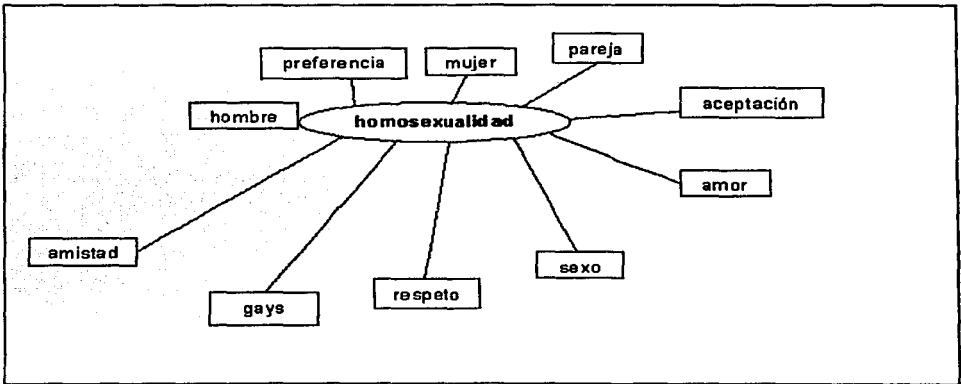 pareja
preferencia
mujer
aceptación
hombre
homosexualidad
amor
amistad
sexo
respeto
gays